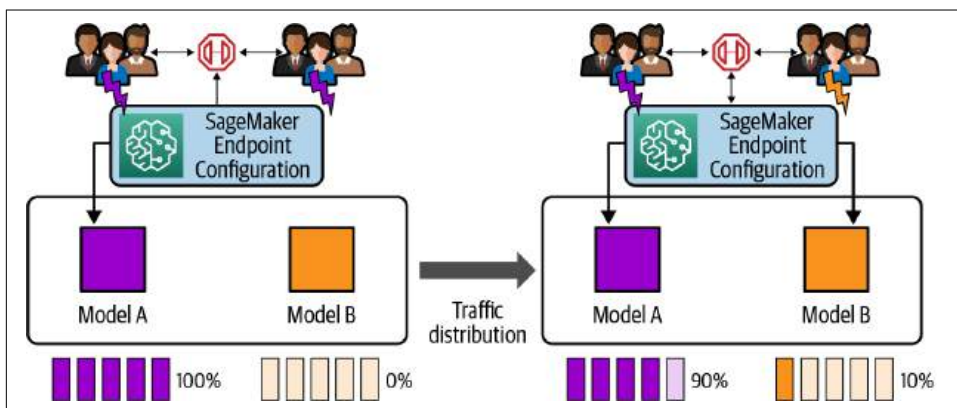 SageMaker
Endpoint
Configuration
Model A
Model B
100%
0%
Traffic
distribution
SageMaker
Endpoint
Configuration
Model A
Model B
90%
10%